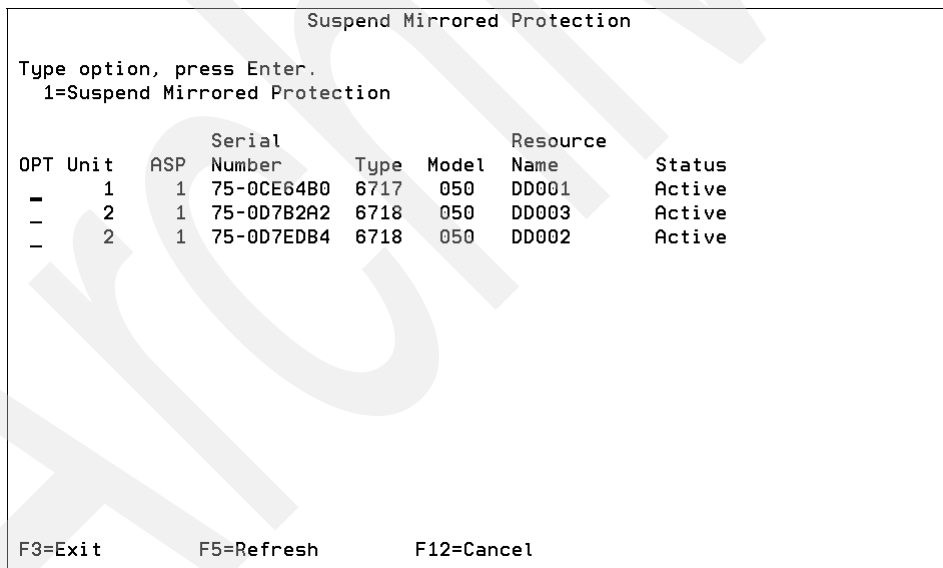 Suspend Mirrored Protection
Type option, press Enter.
1=Suspend Mirrored Protection
Serial Resource
OPT Unit ASP Number Type Model Name Status
_ 1 1 75-0CE64B0 6717 050 DD001 Active
_ 2 1 75-0D7B2A2 6718 050 DD003 Active
_ 2 1 75-0D7EDB4 6718 050 DD002 Active
F3=Exit F5=Refresh F12=Cancel